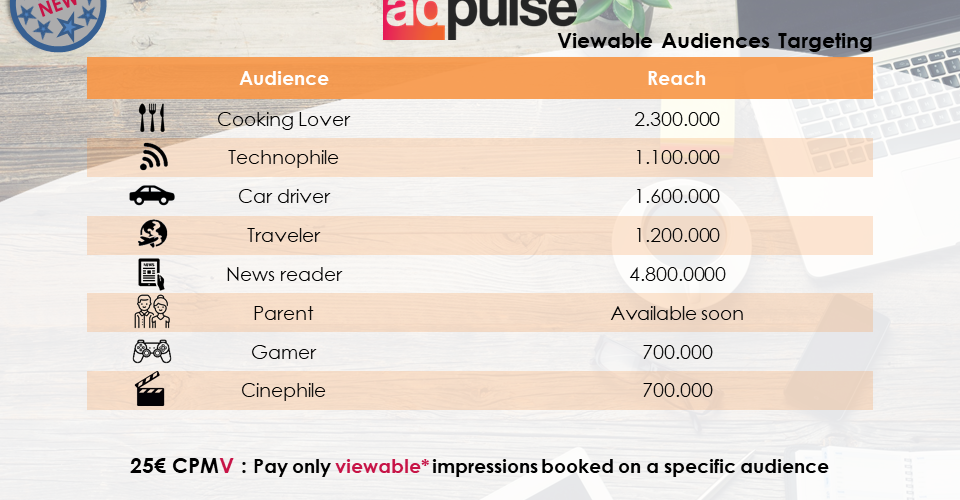 NEW
adpulse
Viewable Audiences Targeting
Audience Reach
Cooking Lover 2.300.000
Technophile 1.100.000
Car driver 1.600.000
Traveler 1.200.000
NEWS
News reader 4.800.0000
Parent Available soon
Gamer 700.000
Cinephile 700.000
25€ CPMV : Pay only viewable* impressions booked on a specific audience